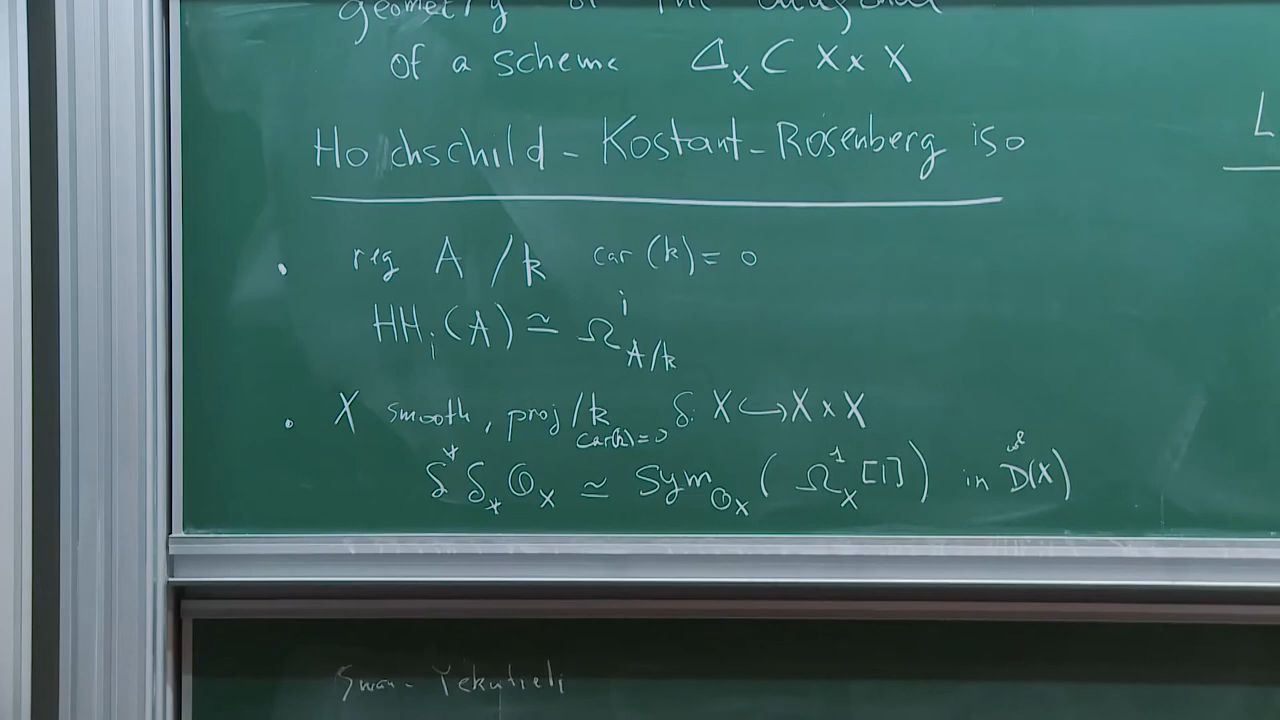 geometry of the diagonal
of a scheme Δ_X ⊂ X × X
Hochschild - Kostant - Rosenberg iso
L
• reg A / k car (k) = 0
HH_i (A) ≃ Ω^i_{A/k}
• X smooth, proj / k δ: X ↪ X × X
car(k) = 0
δ^* δ_* O_X ≃ Sym_{O_X} ( Ω^1_X [1] ) in D(X)
Swan - Yekutieli